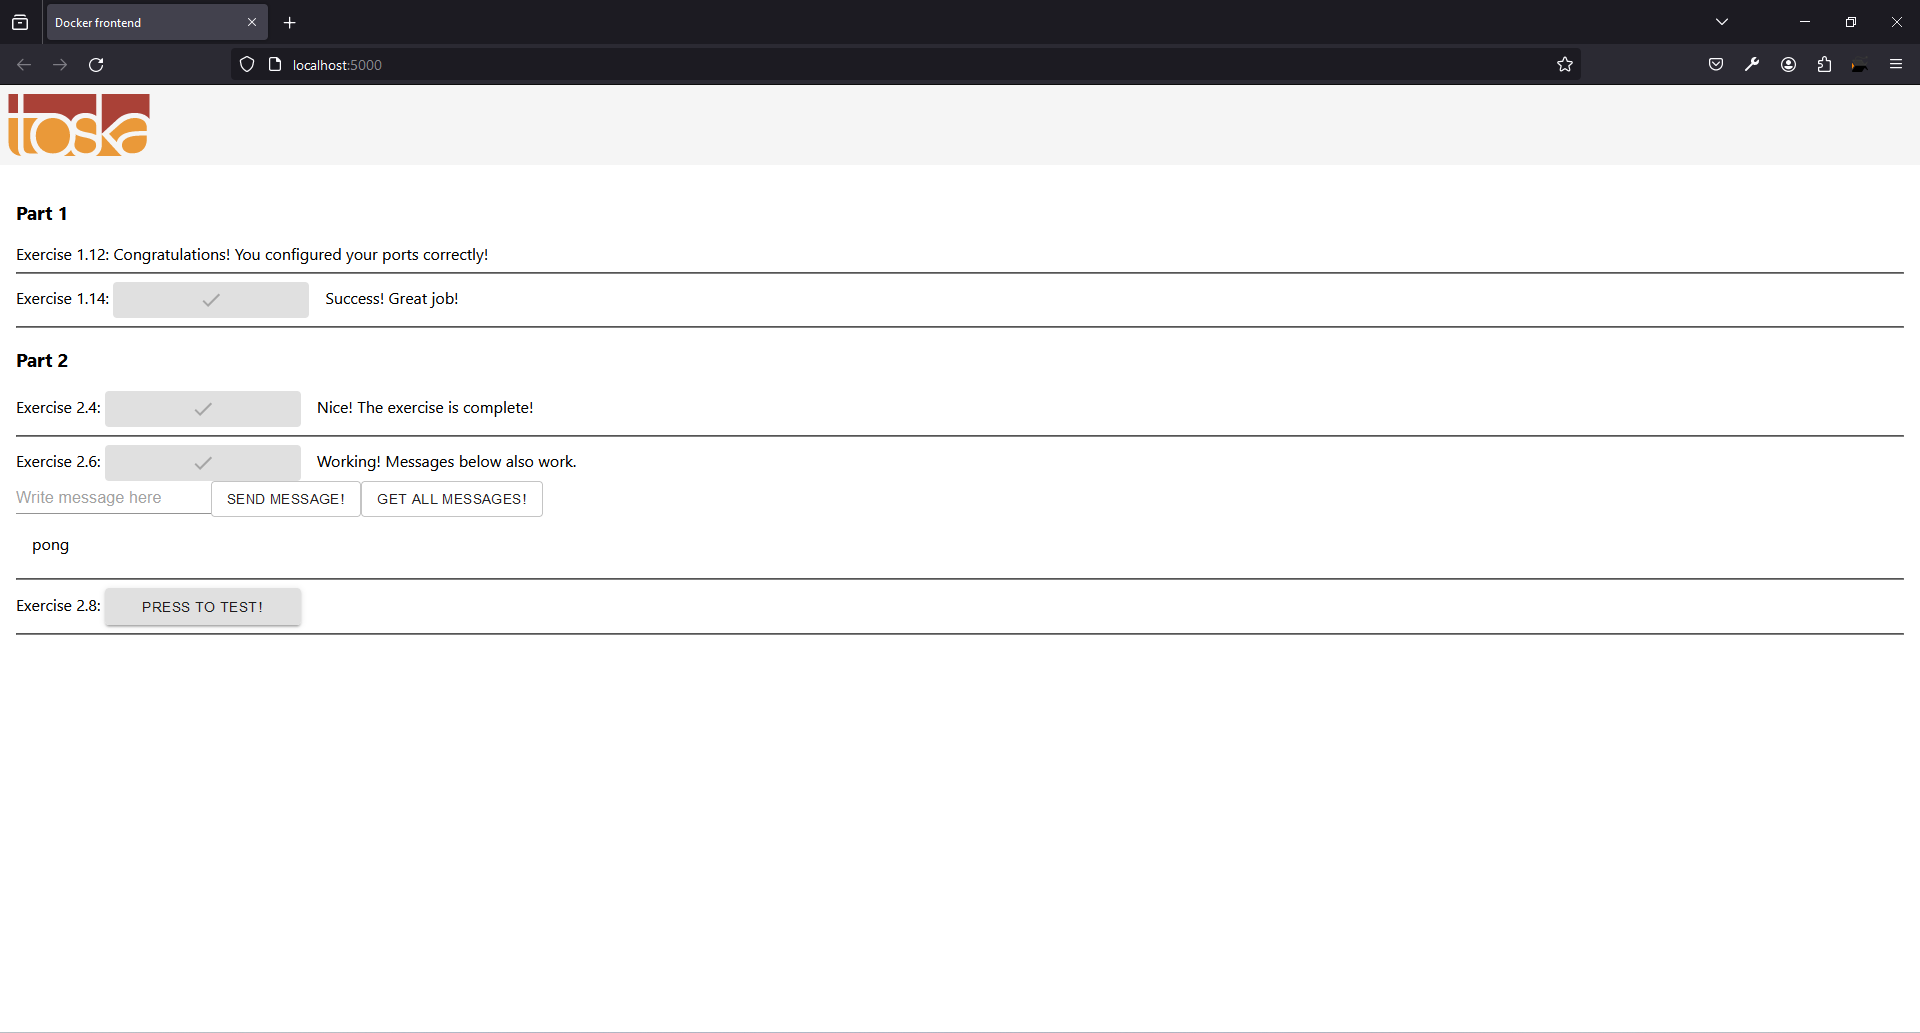 Docker frontend
localhost:5000
toska
Part 1
Exercise 1.12: Congratulations! You configured your ports correctly!
Exercise 1.14: Success! Great job!
Part 2
Exercise 2.4: Nice! The exercise is complete!
Exercise 2.6: Working! Messages below also work.
Write message here SEND MESSAGE! GET ALL MESSAGES!
pong
Exercise 2.8: PRESS TO TEST!